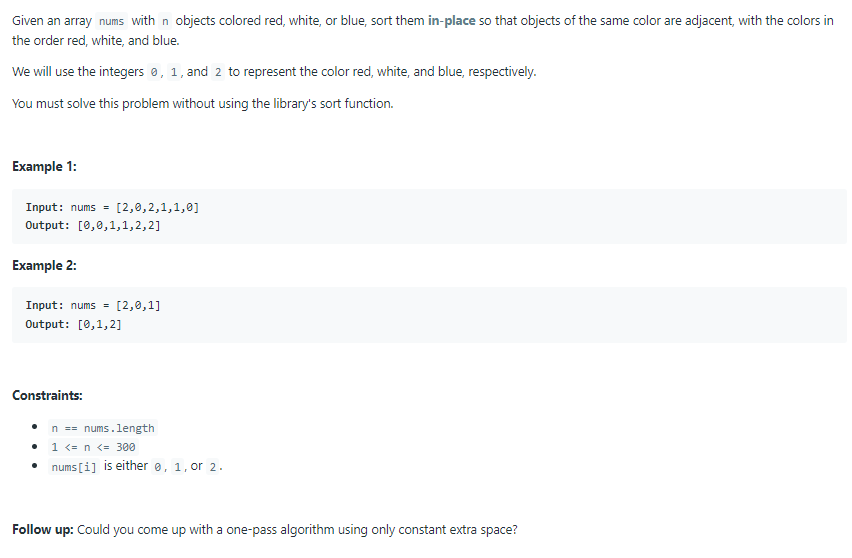 Given an array nums with n objects colored red, white, or blue, sort them in-place so that objects of the same color are adjacent, with the colors in
the order red, white, and blue.
We will use the integers 0, 1, and 2 to represent the color red, white, and blue, respectively.
You must solve this problem without using the library's sort function.
Example 1:
Input: nums = [2,0,2,1,1,0]
Output: [0,0,1,1,2,2]
Example 2:
Input: nums = [2,0,1]
Output: [0,1,2]
Constraints:
• n == nums.length
• 1 <= n <= 300
• nums[i] is either 0, 1, or 2.
Follow up: Could you come up with a one-pass algorithm using only constant extra space?